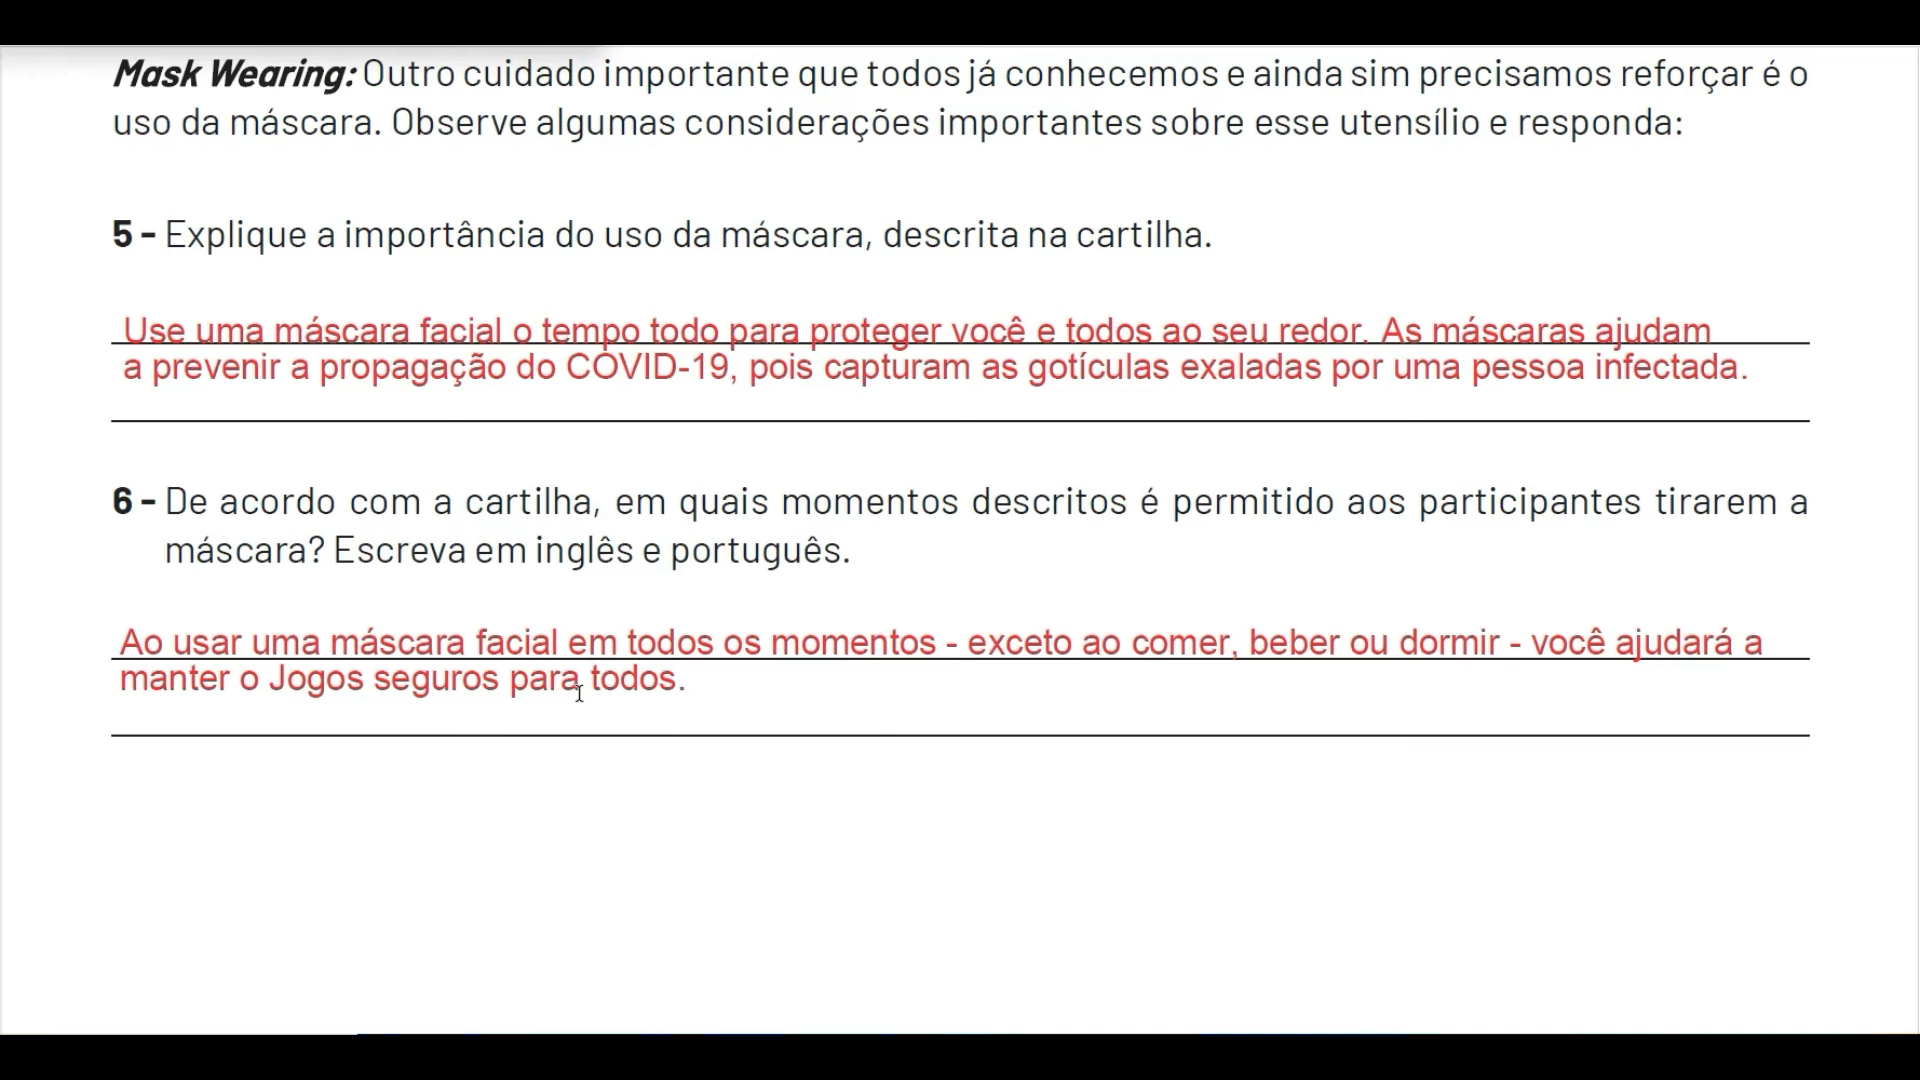 Mask Wearing: Outro cuidado importante que todos já conhecemos e ainda sim precisamos reforçar é o
uso da máscara. Observe algumas considerações importantes sobre esse utensílio e responda:
5 - Explique a importância do uso da máscara, descrita na cartilha.
Use uma máscara facial o tempo todo para proteger você e todos ao seu redor. As máscaras ajudam
a prevenir a propagação do COVID-19, pois capturam as gotículas exaladas por uma pessoa infectada.
6 - De acordo com a cartilha, em quais momentos descritos é permitido aos participantes tirarem a
máscara? Escreva em inglês e português.
Ao usar uma máscara facial em todos os momentos - exceto ao comer, beber ou dormir - você ajudará a
manter o Jogos seguros para todos.